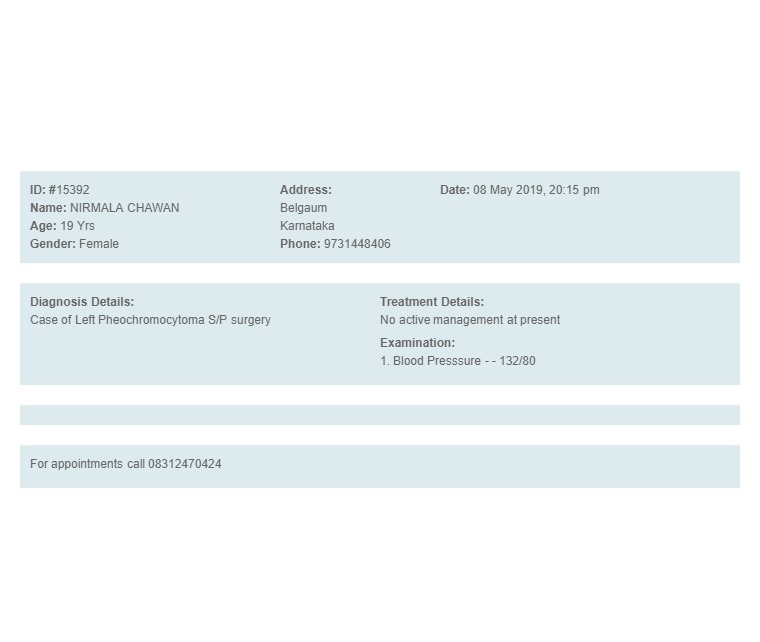 ID: #15392
Name: NIRMALA CHAWAN
Age: 19 Yrs
Gender: Female
Address:
Belgaum
Karnataka
Phone: 9731448406
Date: 08 May 2019, 20:15 pm
Diagnosis Details:
Case of Left Pheochromocytoma S/P surgery
Treatment Details:
No active management at present
Examination:
1. Blood Presssure - - 132/80
For appointments call 08312470424